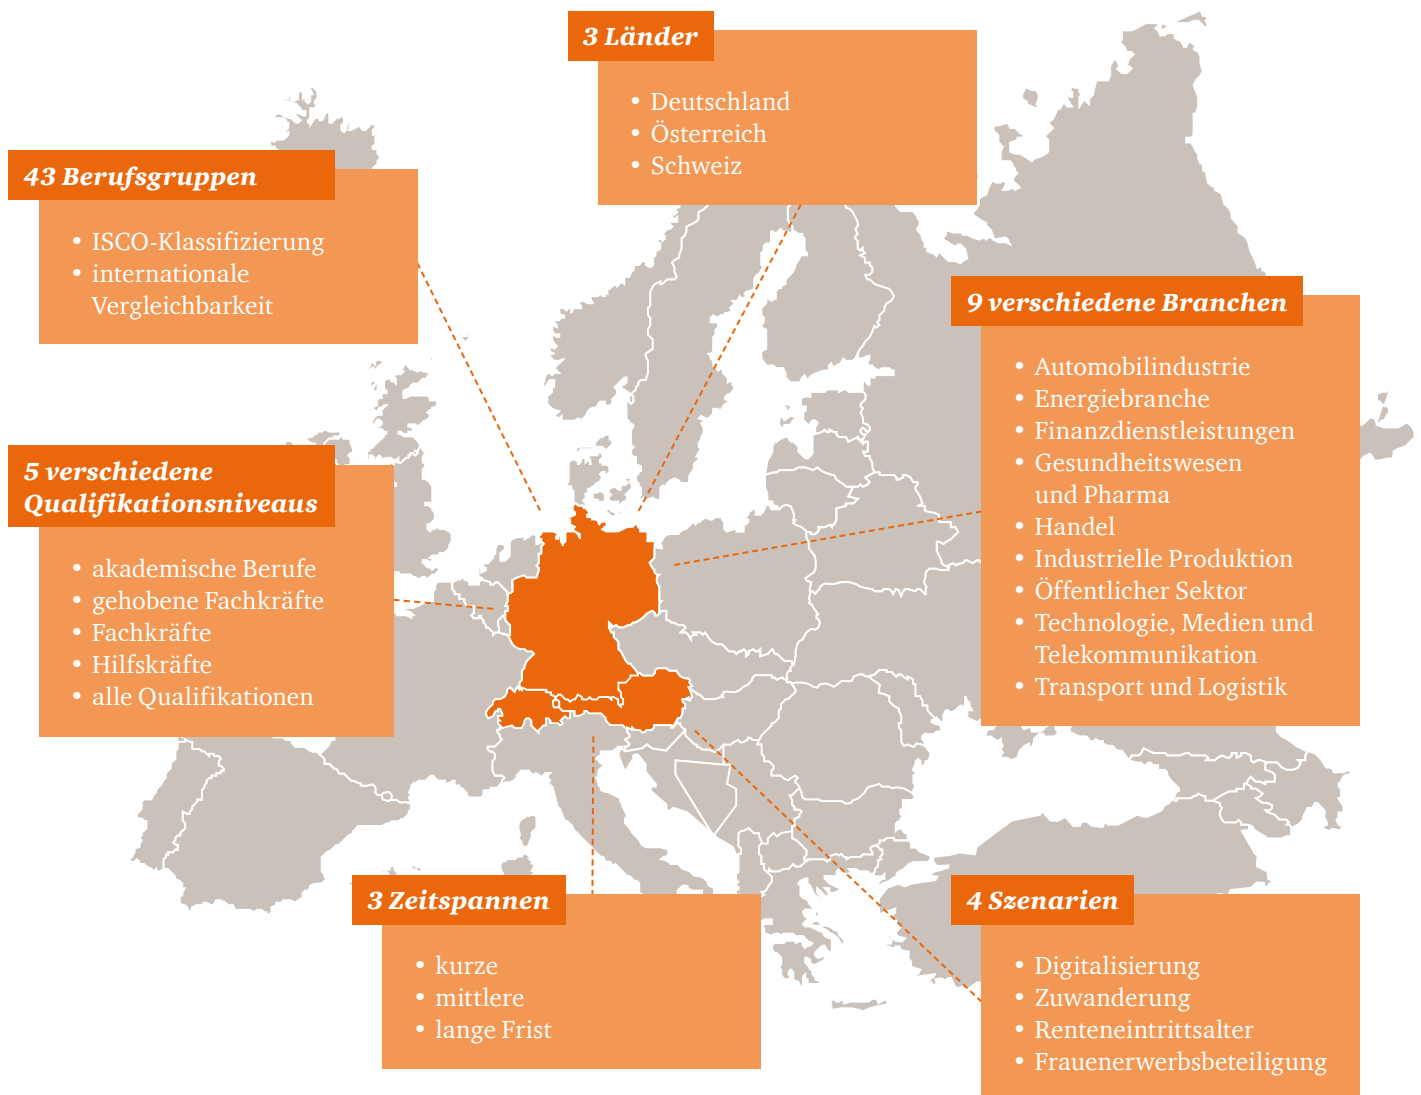 3 Länder
• Deutschland
• Österreich
• Schweiz
43 Berufsgruppen
• ISCO-Klassifizierung
• internationale
Vergleichbarkeit
9 verschiedene Branchen
• Automobilindustrie
• Energiebranche
• Finanzdienstleistungen
• Gesundheitswesen
und Pharma
• Handel
• Industrielle Produktion
• Öffentlicher Sektor
• Technologie, Medien und
Telekommunikation
• Transport und Logistik
5 verschiedene
Qualifikationsniveaus
• akademische Berufe
• gehobene Fachkräfte
• Fachkräfte
• Hilfskräfte
• alle Qualifikationen
3 Zeitspannen
• kurze
• mittlere
• lange Frist
4 Szenarien
• Digitalisierung
• Zuwanderung
• Renteneintrittsalter
• Frauenerwerbsbeteiligung